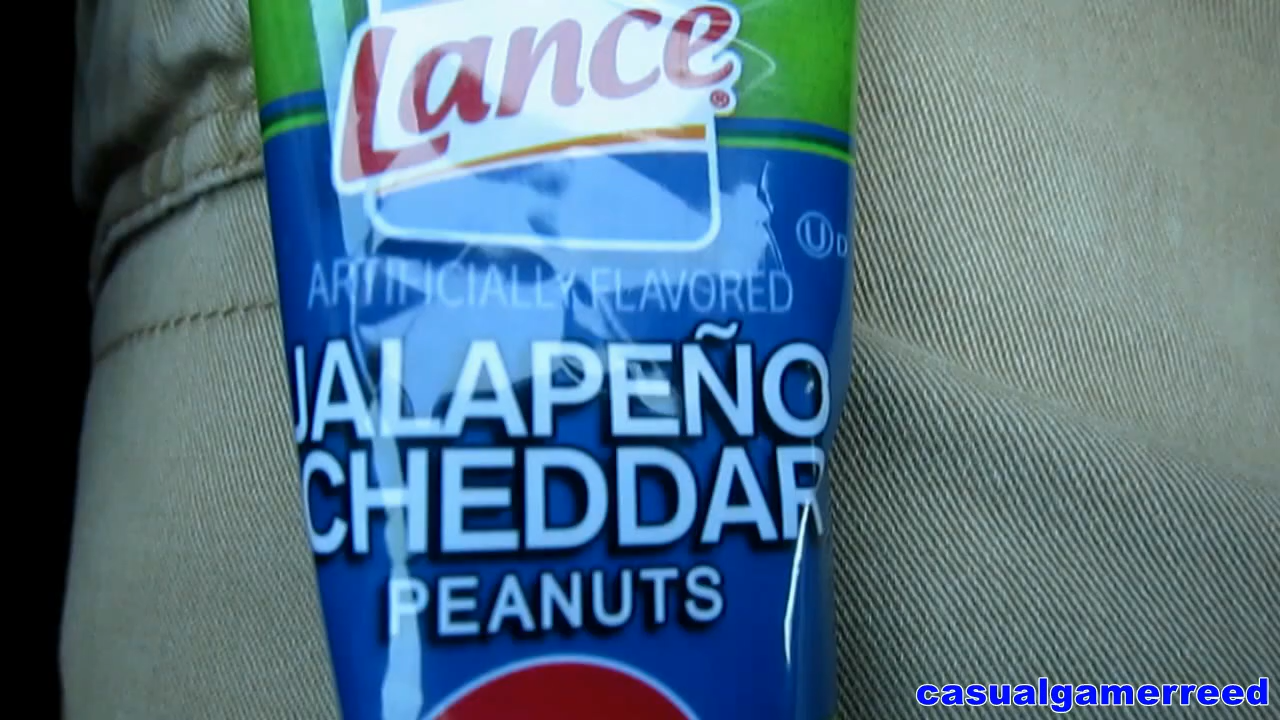 Lance®
Ⓤ D
ARTIFICIALLY FLAVORED
JALAPEÑO
CHEDDAR
PEANUTS
casualgamerreed